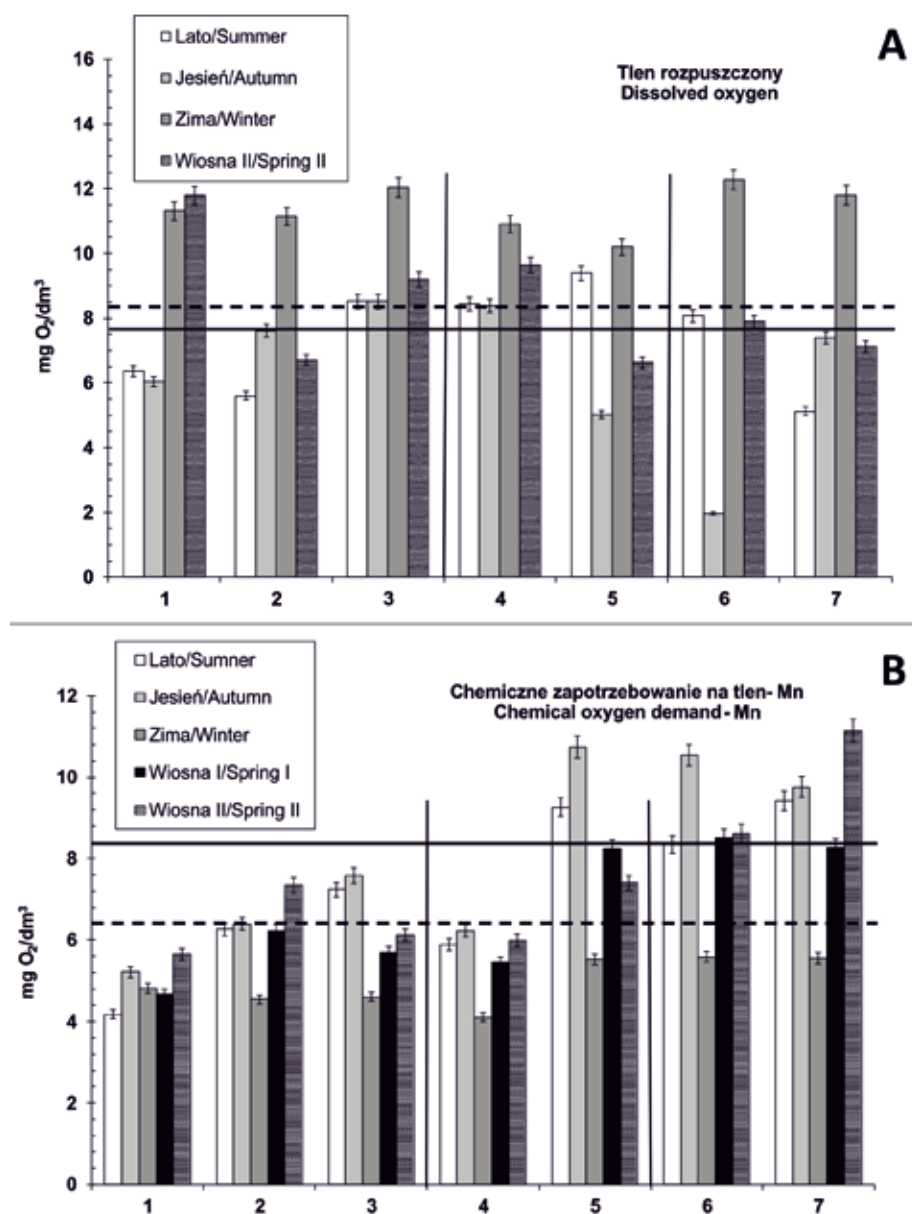 A
Lato/Summer
Jesień/Autumn
Zima/Winter
Wiosna II/Spring II
Tlen rozpuszczony
Dissolved oxygen
mg O₂/dm³
16
14
12
10
8
6
4
2
0
1 2 3 4 5 6 7
B
Lato/Sumner
Jesień/Autumn
Zima/Winter
Wiosna I/Spring I
Wiosna II/Spring II
Chemiczne zapotrzebowanie na tlen- Mn
Chemical oxygen demand - Mn
mg O₂/dm³
12
10
8
6
4
2
0
1 2 3 4 5 6 7